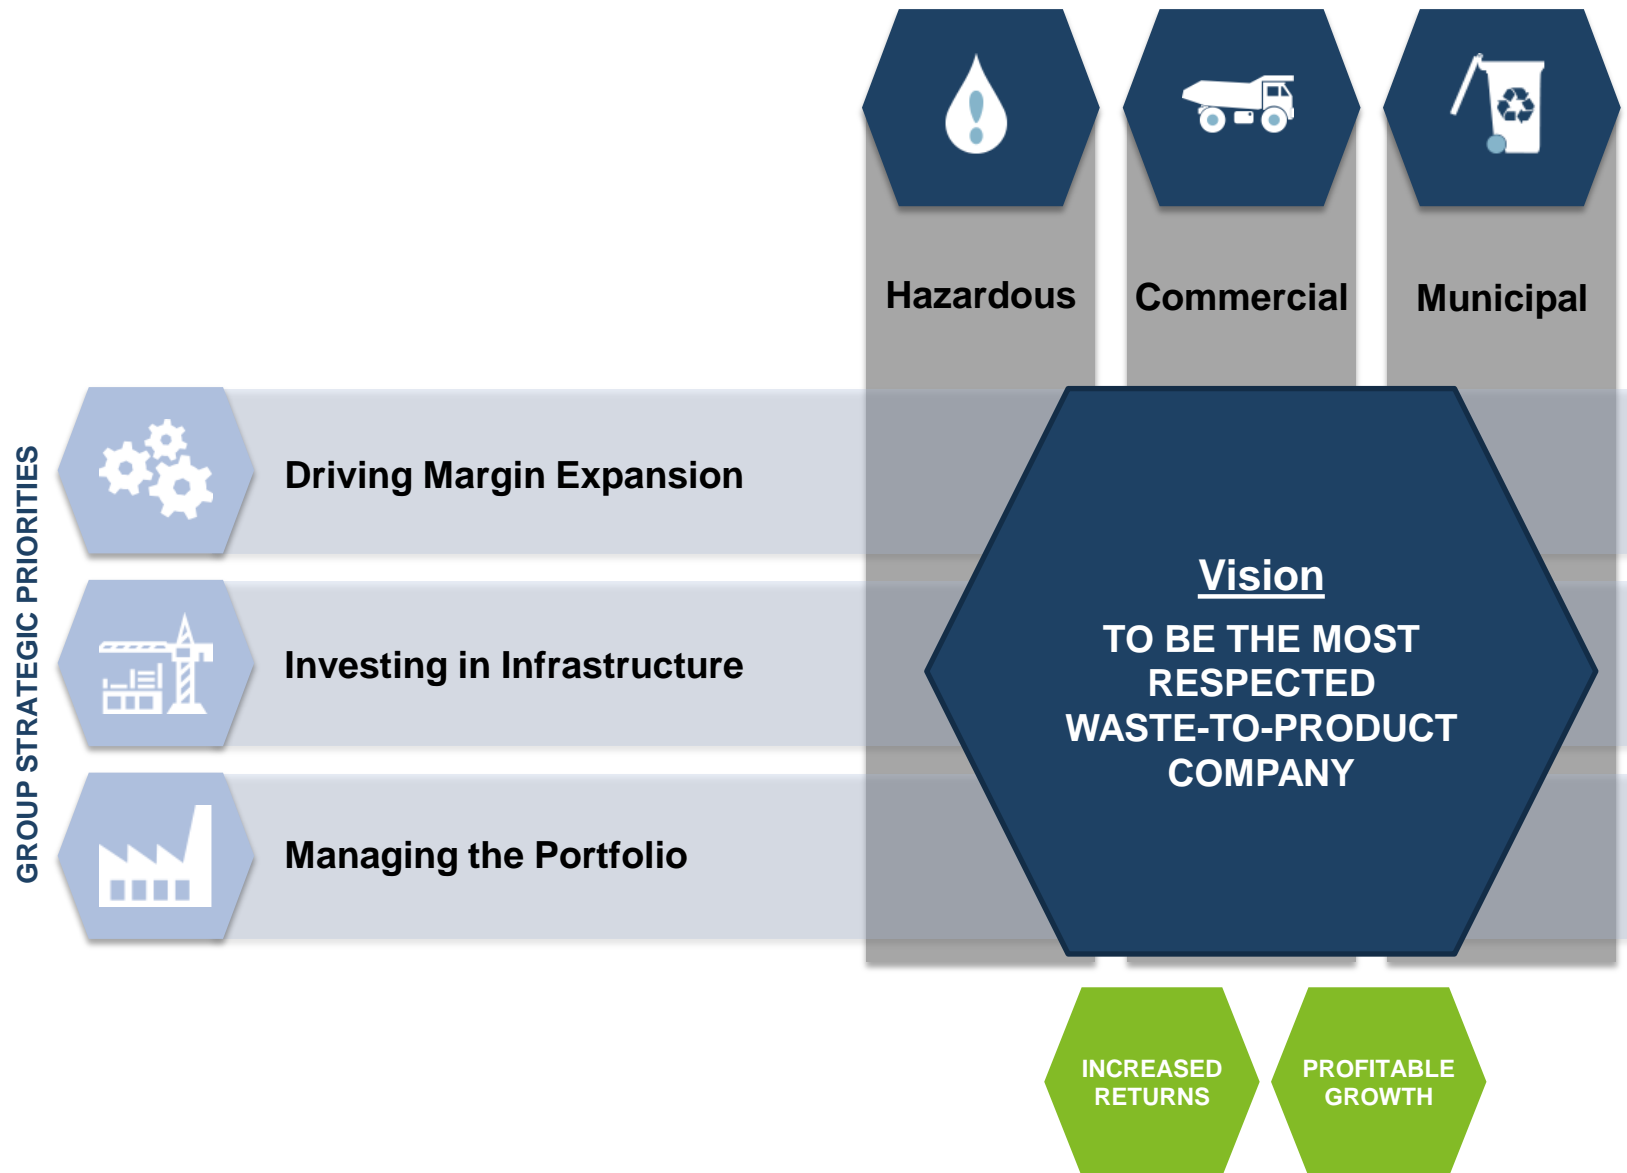 Hazardous
Commercial
Municipal
GROUP STRATEGIC PRIORITIES
Driving Margin Expansion
Investing in Infrastructure
Managing the Portfolio
Vision
TO BE THE MOST
RESPECTED
WASTE-TO-PRODUCT
COMPANY
INCREASED
RETURNS
PROFITABLE
GROWTH